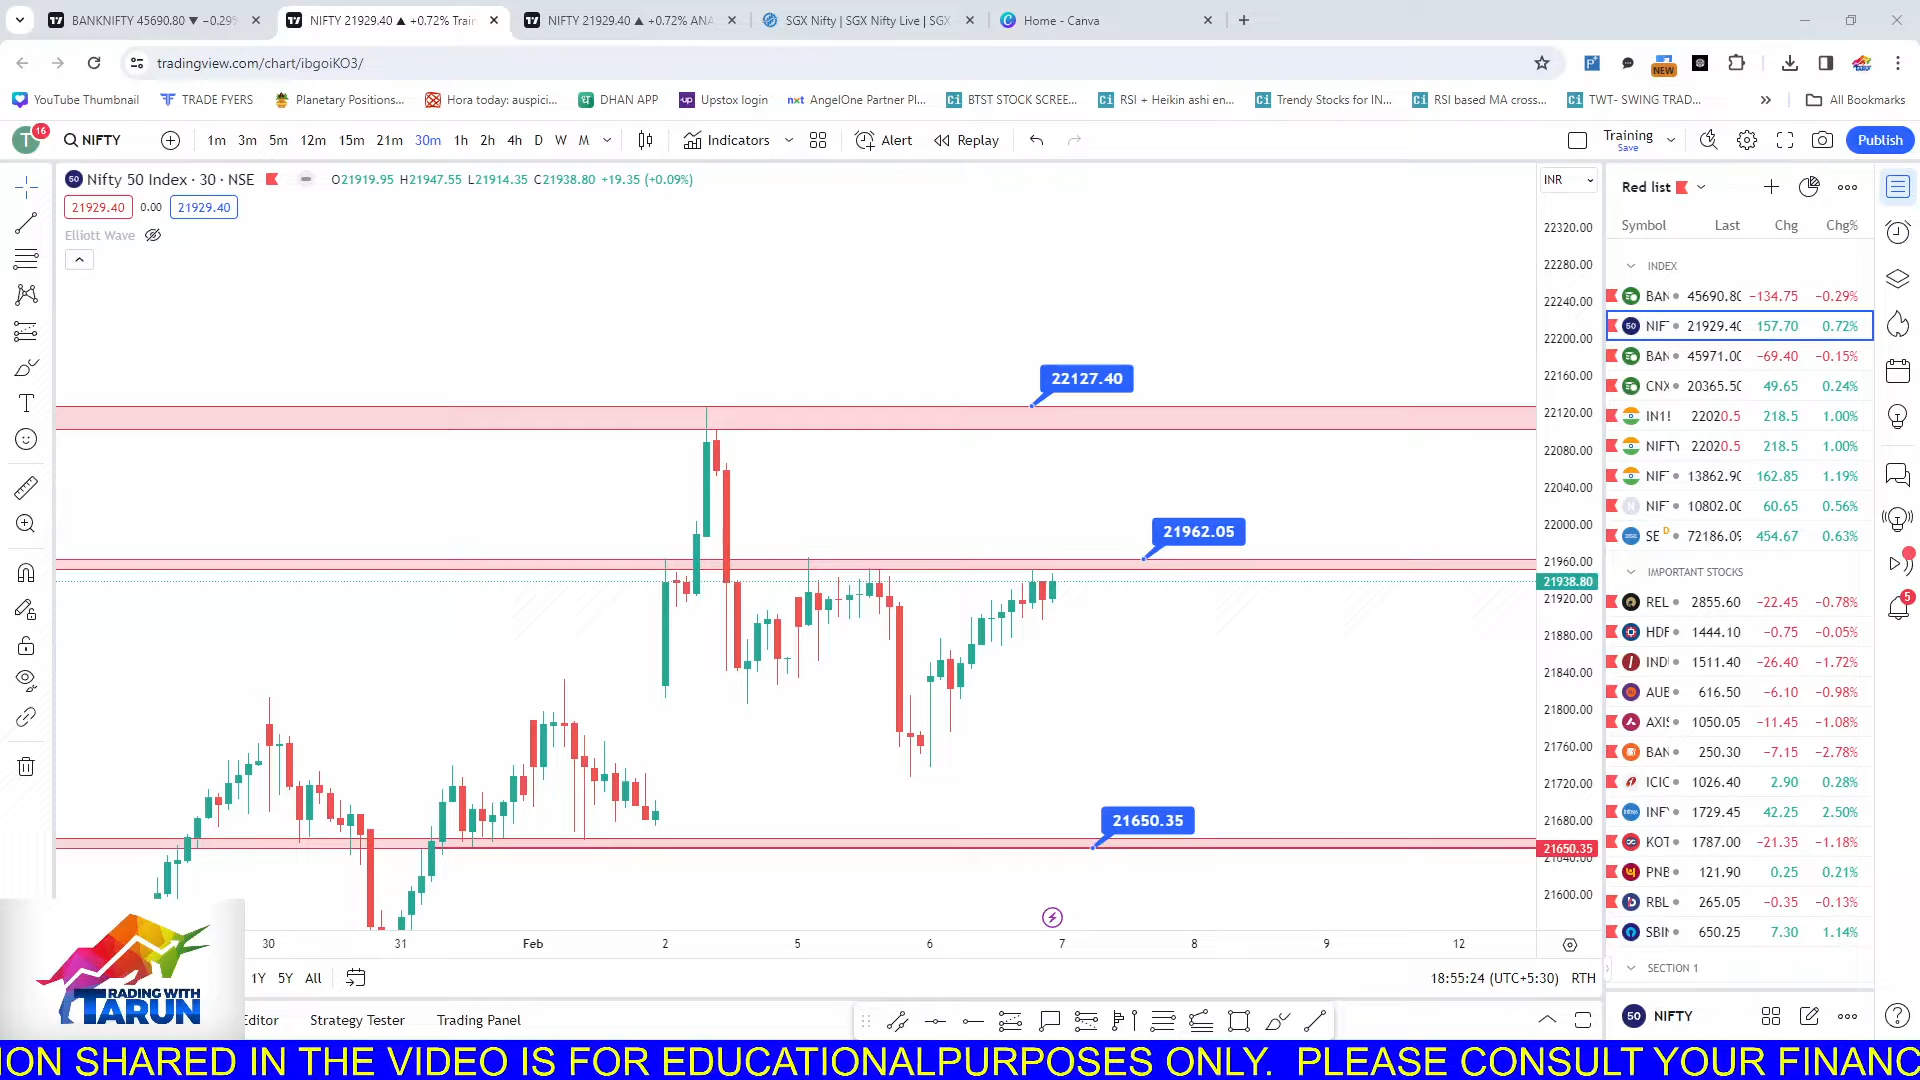 BANKNIFTY 45690.80 ▼ −0.29%
NIFTY 21929.40 ▲ +0.72% Train
NIFTY 21929.40 ▲ +0.72% ANA
SGX Nifty | SGX Nifty Live | SGX
Home - Canva
tradingview.com/chart/ibgoiKO3/
NEW
YouTube Thumbnail
TRADE FYERS
Planetary Positions...
Hora today: auspici...
DHAN APP
Upstox login
AngelOne Partner Pl...
BTST STOCK SCREE...
RSI + Heikin ashi en...
Trendy Stocks for IN...
RSI based MA cross...
TWT- SWING TRAD...
All Bookmarks
T 16
NIFTY
1m 3m 5m 12m 15m 21m 30m 1h 2h 4h D W M
Indicators
Alert
Replay
Training
Save
Publish
50 Nifty 50 Index · 30 · NSE
O21919.95 H21947.55 L21914.35 C21938.80 +19.35 (+0.09%)
21929.40 0.00 21929.40
Elliott Wave
INR
22320.00
22280.00
22240.00
22200.00
22160.00
22120.00
22080.00
22040.00
22000.00
21960.00
21938.80
21920.00
21880.00
21840.00
21800.00
21760.00
21720.00
21680.00
21650.35
21640.00
21600.00
22127.40
21962.05
21650.35
30 31 Feb 2 5 6 7 8 9 12
1Y 5Y All
18:55:24 (UTC+5:30) RTH
Editor
Strategy Tester
Trading Panel
Red list
Symbol Last Chg Chg%
INDEX
BAN 45690.80 −134.75 −0.29%
50 NIF 21929.40 157.70 0.72%
BAN 45971.00 −69.40 −0.15%
CNX 20365.50 49.65 0.24%
IN1! 22020.5 218.5 1.00%
NIFTY 22020.5 218.5 1.00%
NIF 13862.90 162.85 1.19%
N NIF 10802.00 60.65 0.56%
SE D 72186.09 454.67 0.63%
IMPORTANT STOCKS
REL 2855.60 −22.45 −0.78%
HDF 1444.10 −0.75 −0.05%
IND 1511.40 −26.40 −1.72%
AUB 616.50 −6.10 −0.98%
AXIS 1050.05 −11.45 −1.08%
BAN 250.30 −7.15 −2.78%
ICIC 1026.40 2.90 0.28%
INFY 1729.45 42.25 2.50%
KOT 1787.00 −21.35 −1.18%
PNB 121.90 0.25 0.21%
RBL 265.05 −0.35 −0.13%
SBIN 650.25 7.30 1.14%
SECTION 1
50 NIFTY
5
TRADING WITH
TARUN
ION SHARED IN THE VIDEO IS FOR EDUCATIONALPURPOSES ONLY. PLEASE CONSULT YOUR FINANC